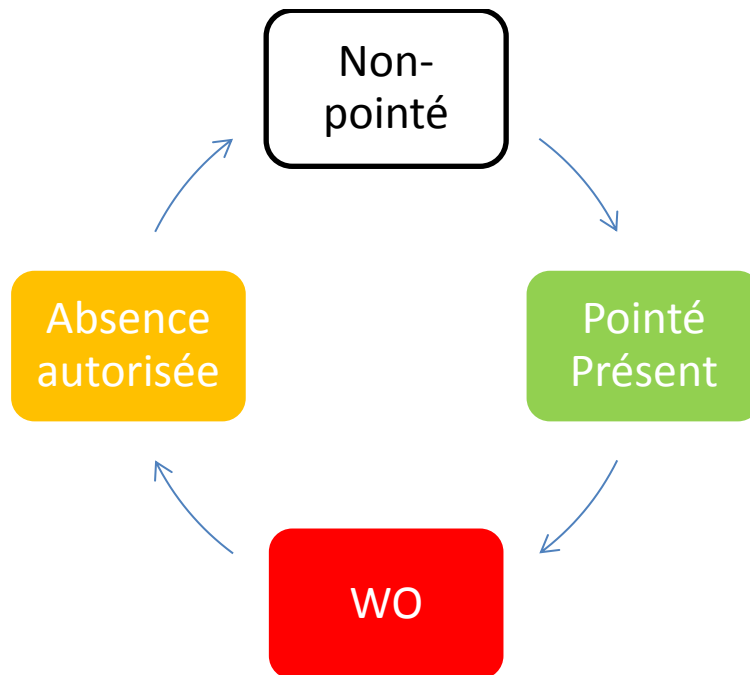 Non-
pointé
Absence
autorisée
Pointé
Présent
WO